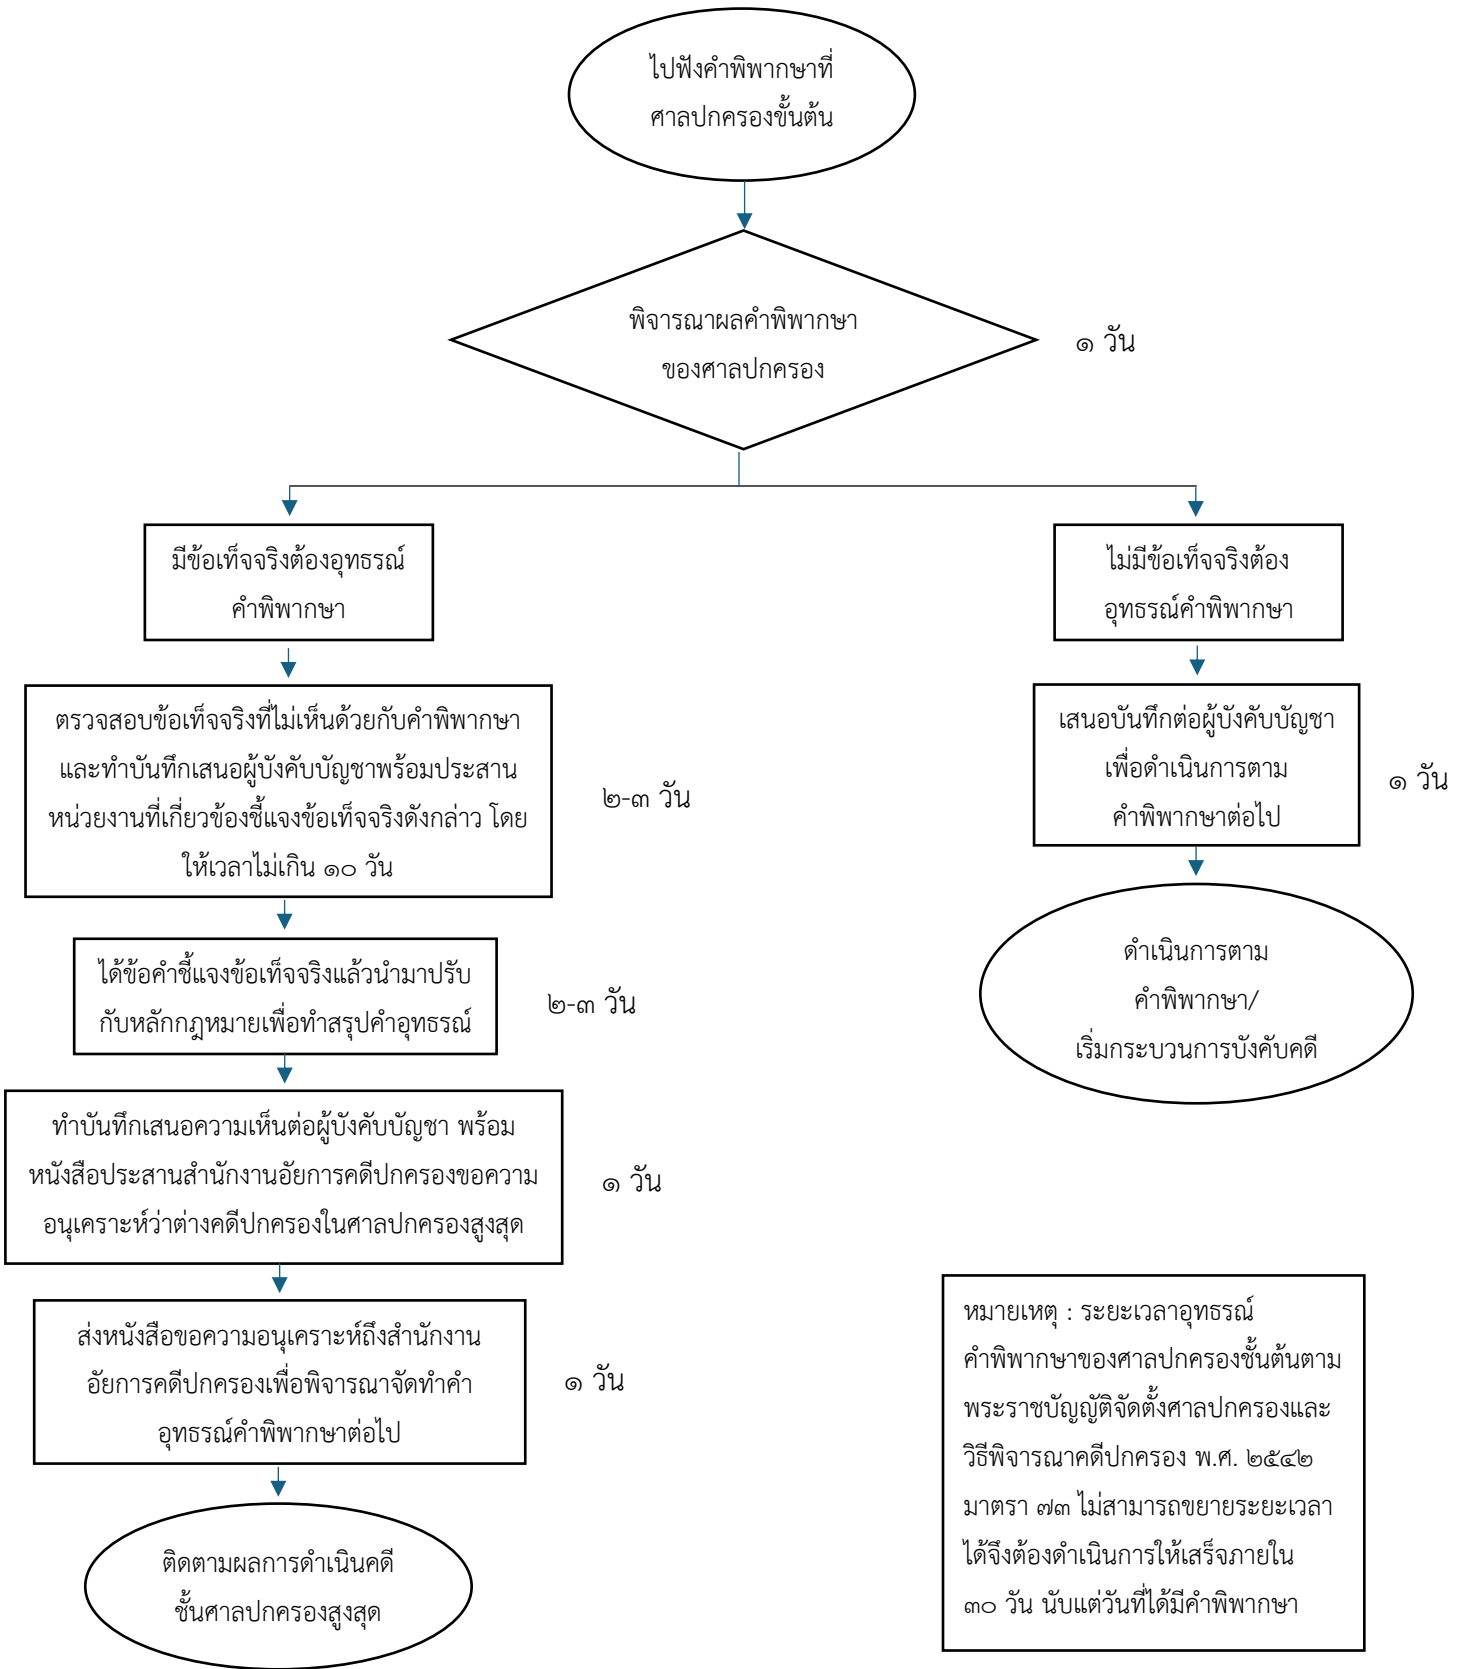 ไปฟังคำพิพากษาที่
ศาลปกครองขั้นต้น
พิจารณาผลคำพิพากษา
ของศาลปกครอง
๑ วัน
มีข้อเท็จจริงต้องอุทธรณ์
คำพิพากษา
ตรวจสอบข้อเท็จจริงที่ไม่เห็นด้วยกับคำพิพากษา
และทำบันทึกเสนอผู้บังคับบัญชาพร้อมประสาน
หน่วยงานที่เกี่ยวข้องชี้แจงข้อเท็จจริงดังกล่าว โดย
ให้เวลาไม่เกิน ๑๐ วัน
๒-๓ วัน
ได้ข้อคำชี้แจงข้อเท็จจริงแล้วนำมาปรับ
กับหลักกฎหมายเพื่อทำสรุปคำอุทธรณ์
๒-๓ วัน
ทำบันทึกเสนอความเห็นต่อผู้บังคับบัญชา พร้อม
หนังสือประสานสำนักงานอัยการคดีปกครองขอความ
อนุเคราะห์ว่าต่างคดีปกครองในศาลปกครองสูงสุด
๑ วัน
ส่งหนังสือขอความอนุเคราะห์ถึงสำนักงาน
อัยการคดีปกครองเพื่อพิจารณาจัดทำคำ
อุทธรณ์คำพิพากษาต่อไป
๑ วัน
ติดตามผลการดำเนินคดี
ชั้นศาลปกครองสูงสุด
ไม่มีข้อเท็จจริงต้อง
อุทธรณ์คำพิพากษา
เสนอบันทึกต่อผู้บังคับบัญชา
เพื่อดำเนินการตาม
คำพิพากษาต่อไป
๑ วัน
ดำเนินการตาม
คำพิพากษา/
เริ่มกระบวนการบังคับคดี
หมายเหตุ : ระยะเวลาอุทธรณ์
คำพิพากษาของศาลปกครองชั้นต้นตาม
พระราชบัญญัติจัดตั้งศาลปกครองและ
วิธีพิจารณาคดีปกครอง พ.ศ. ๒๕๔๒
มาตรา ๗๓ ไม่สามารถขยายระยะเวลา
ได้จึงต้องดำเนินการให้เสร็จภายใน
๓๐ วัน นับแต่วันที่ได้มีคำพิพากษา